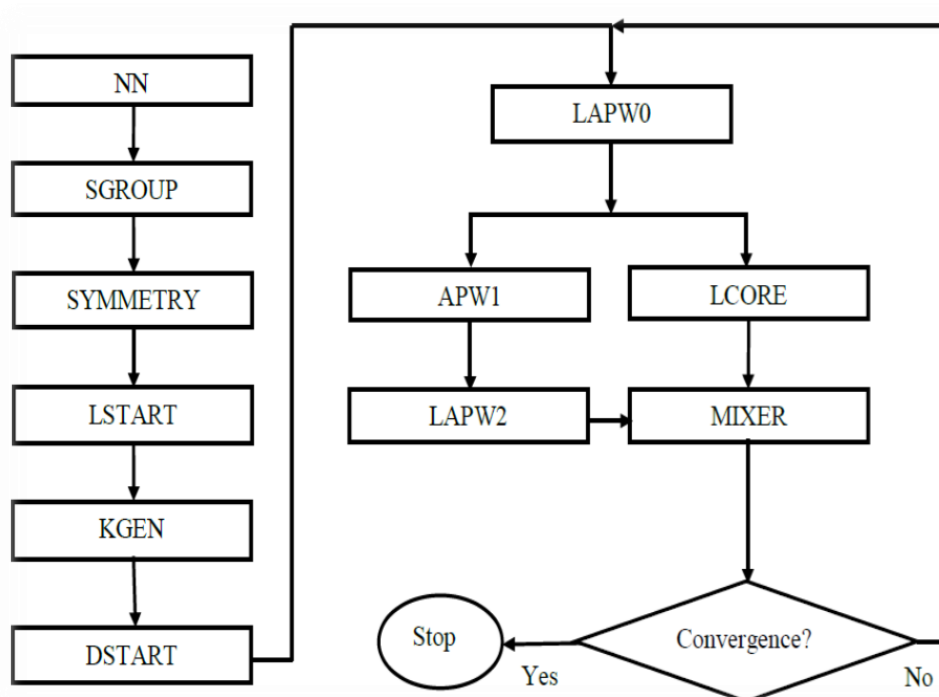 NN
SGROUP
SYMMETRY
LSTART
KGEN
DSTART
LAPW0
APW1
LCORE
LAPW2
MIXER
Convergence?
Stop
Yes
No